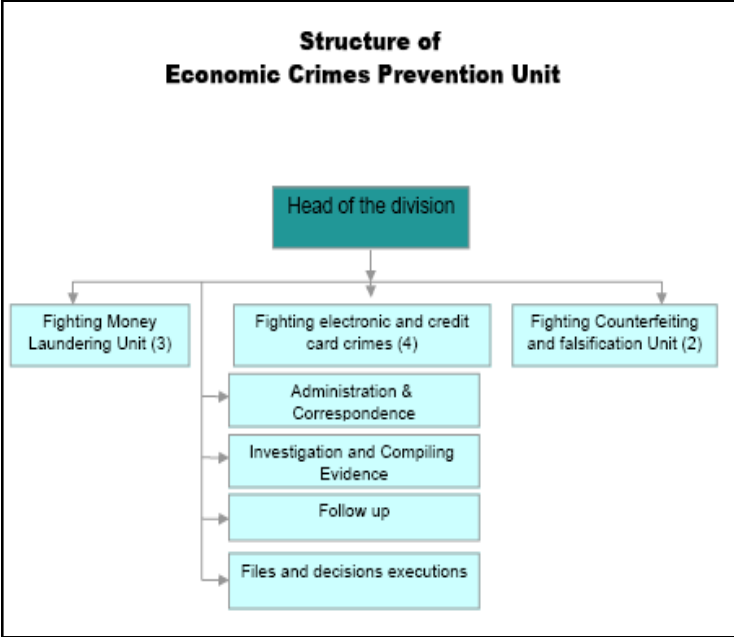 Structure of
Economic Crimes Prevention Unit
Head of the division
Fighting Money
Laundering Unit (3)
Fighting electronic and credit
card crimes (4)
Fighting Counterfeiting
and falsification Unit (2)
Administration &
Correspondence
Investigation and Compiling
Evidence
Follow up
Files and decisions executions